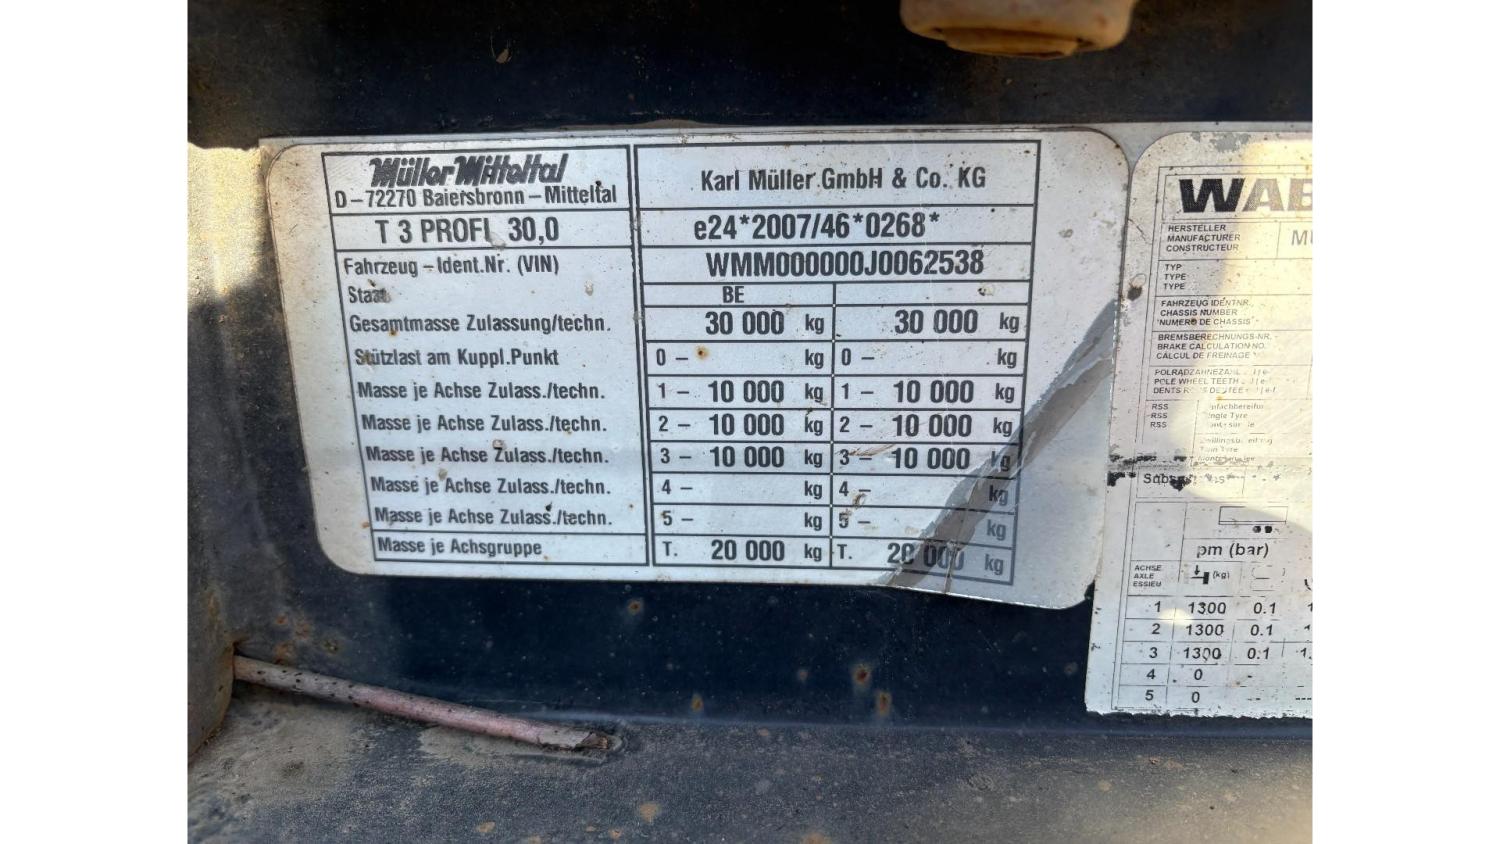 Müller Mitteltal
D-72270 Baiersbronn-Mitteltal
Karl Müller GmbH & Co. KG
T 3 PROFI 30,0 e24*2007/46*0268*
Fahrzeug-Ident.Nr. (VIN) WMM000000J0062538
Staat BE
Gesamtmasse Zulassung/techn. 30 000 kg 30 000 kg
Stützlast am Kuppl.Punkt 0- kg 0- kg
Masse je Achse Zulass./techn. 1- 10 000 kg 1- 10 000 kg
Masse je Achse Zulass./techn. 2- 10 000 kg 2- 10 000 kg
Masse je Achse Zulass./techn. 3- 10 000 kg 3- 10 000 kg
Masse je Achse Zulass./techn. 4- kg 4- kg
Masse je Achse Zulass./techn. 5- kg 5- kg
Masse je Achsgruppe T. 20 000 kg T. 20 000 kg
WAB
HERSTELLER
MANUFACTURER
CONSTRUCTEUR
TYP
TYPE
TYPE
FAHRZEUG IDENTNR.
CHASSIS NUMBER
NUMERO DE CHASSIS
BREMSBERECHNUNGS-NR.
BRAKE CALCULATION NO.
CALCUL DE FREINAGE
POLRADZAHNEZAHL
POLE WHEEL TEETH
DENTS
RSS
RSS
RSS
pm (bar)
ACHSE
AXLE
ESSIEU
(kg)
1 1300 0.1
2 1300 0.1
3 1300 0.1
4 0 -
5 0